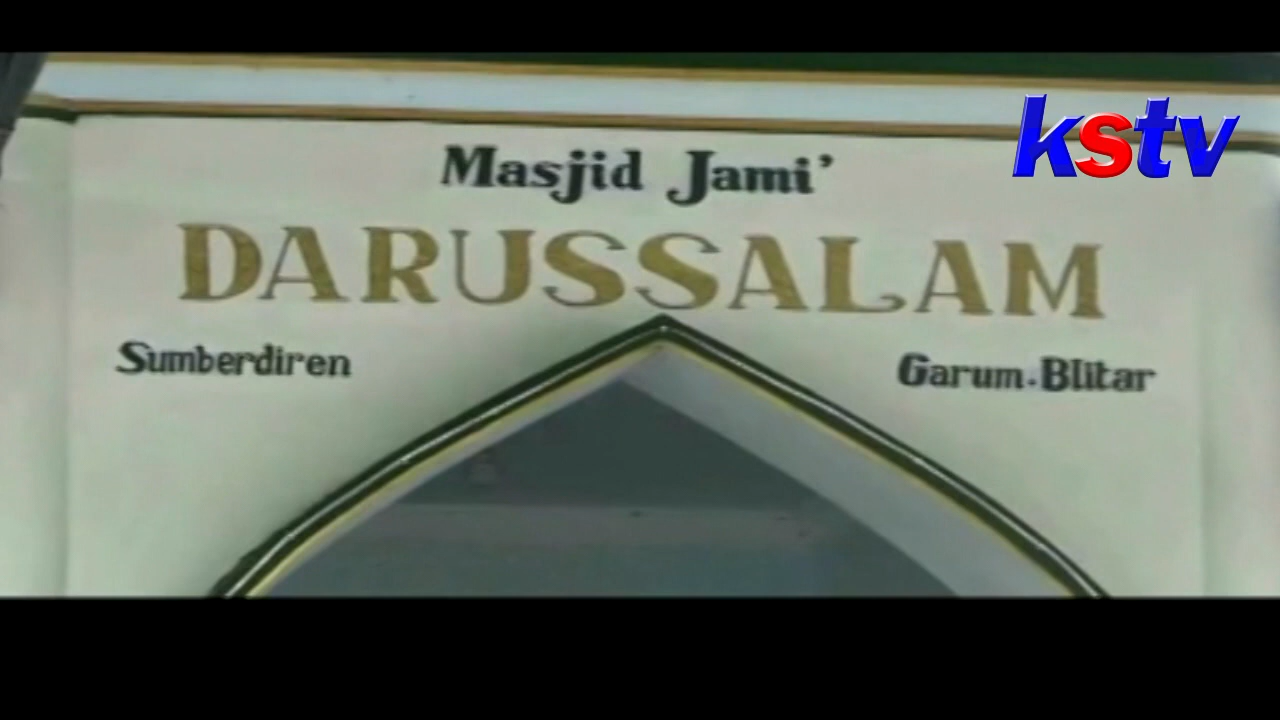 kstv
Masjid Jami'
DARUSSALAM
Sumberdiren
Garum-Blitar